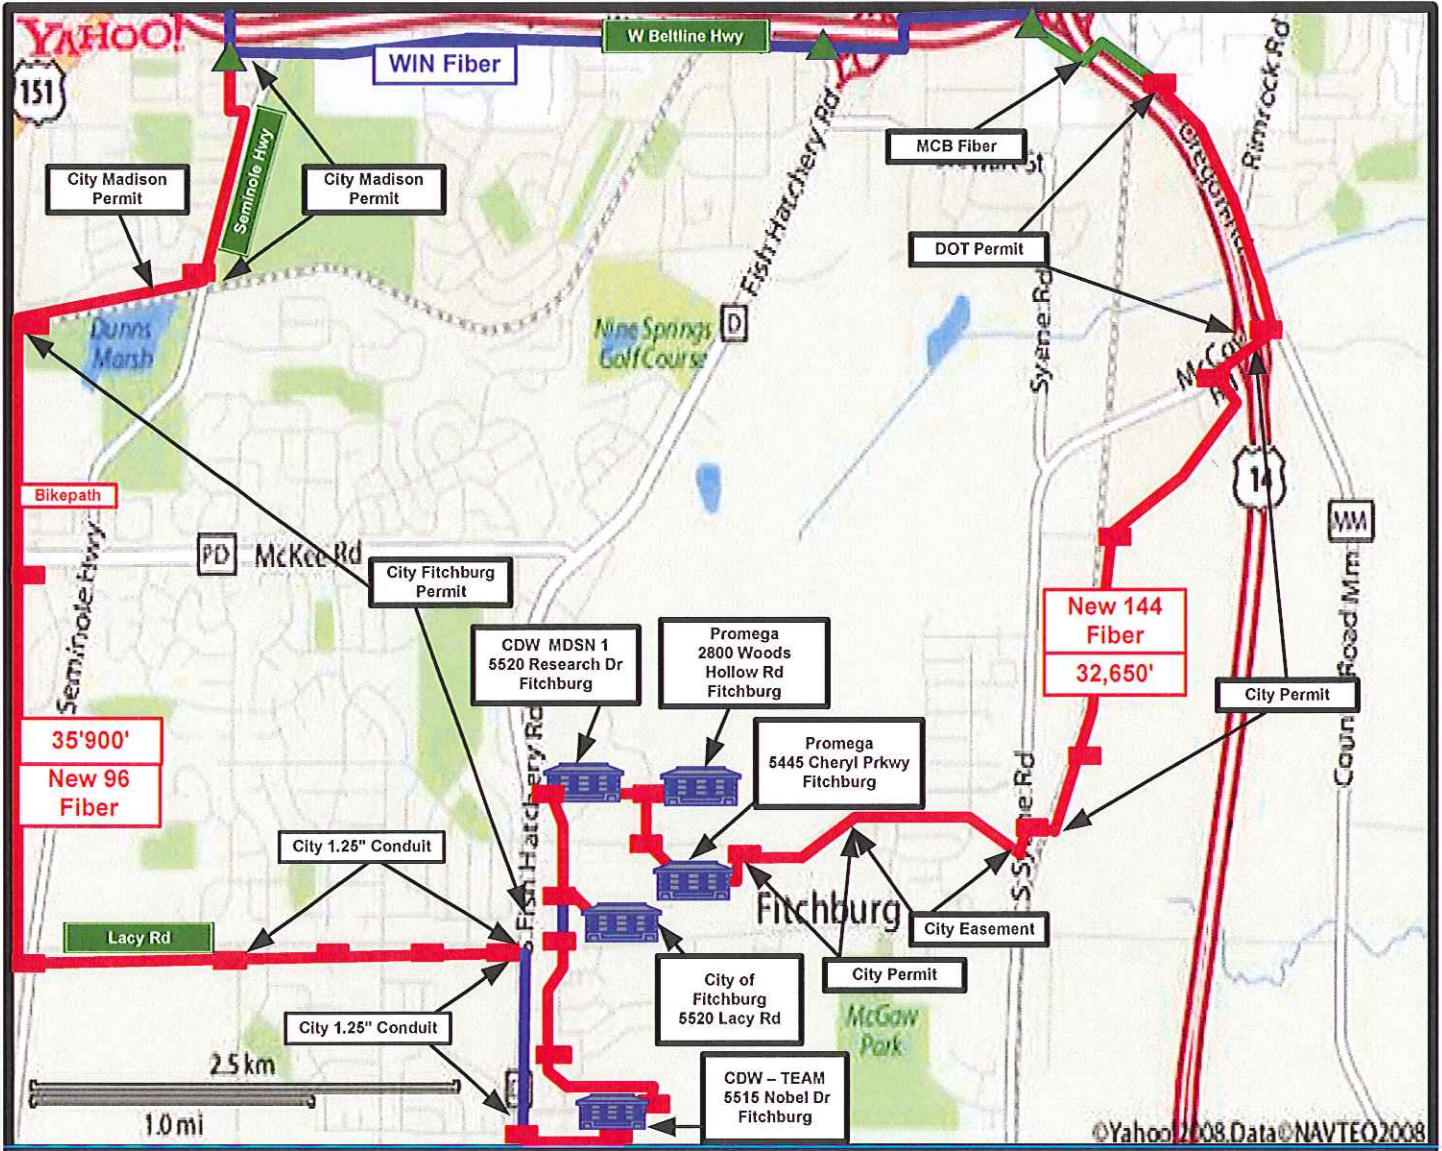 YAHOO!
151
W Beltline Hwy
WIN Fiber
Seminole Hwy
City Madison
Permit
City Madison
Permit
Fish Hatchery Rd
MCB Fiber
Rimrock Rd
Oregon Rd
DOT Permit
Syene Rd
Dunns
Marsh
Nine Springs
Golf Course
D
McCoy
Rd
14
MM
Bikepath
Seminole Hwy
PD
McKee Rd
City Fitchburg
Permit
CDW MDSN 1
5520 Research Dr
Fitchburg
Promega
2800 Woods
Hollow Rd
Fitchburg
New 144
Fiber
32,650'
City Permit
Promega
5445 Cheryl Prkwy
Fitchburg
35'900'
New 96
Fiber
City 1.25" Conduit
S Fish Hatchery Rd
S Syene Rd
Fitchburg
Lacy Rd
City Easement
City Permit
City of
Fitchburg
5520 Lacy Rd
City 1.25" Conduit
McGaw
Park
2.5 km
1.0 mi
CDW – TEAM
5515 Nobel Dr
Fitchburg
©Yahoo! 2008, Data©NAVTEQ2008